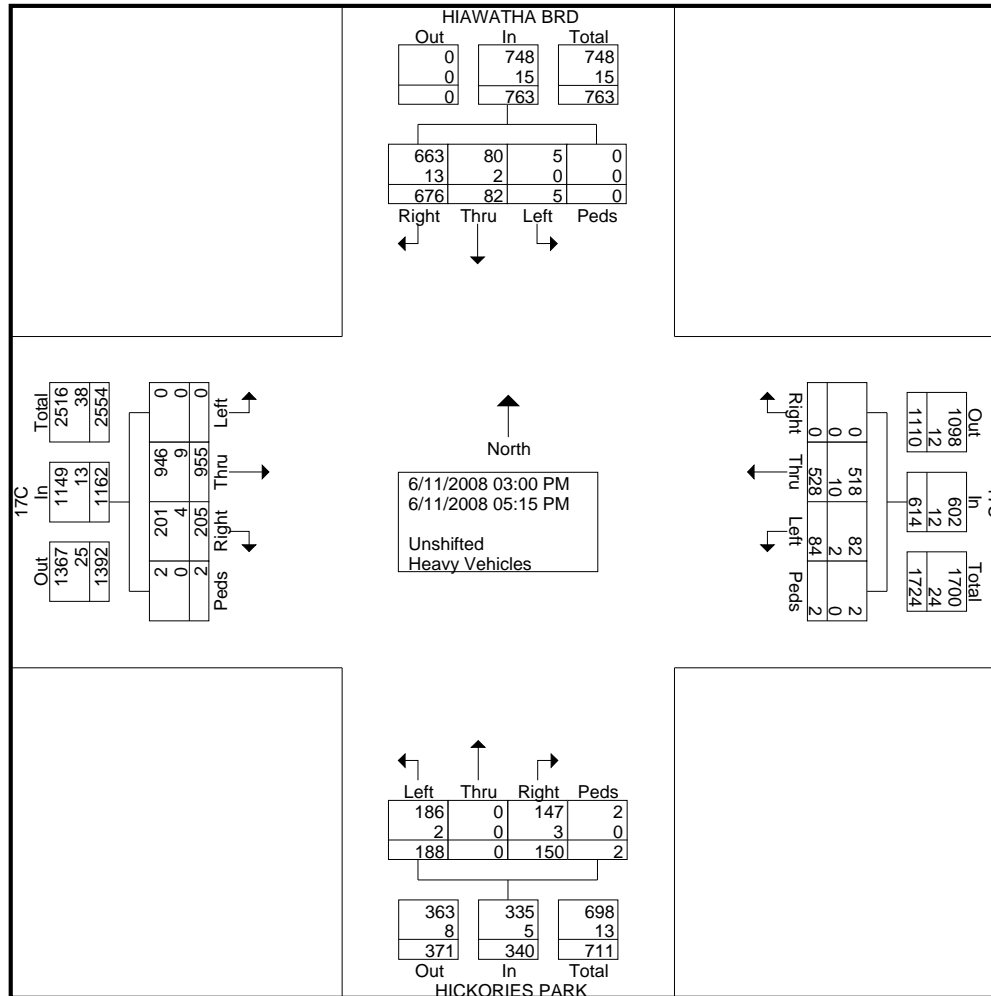 HIAWATHA BRD
Out In Total
0 748 748
0 15 15
0 763 763
663 80 5 0
13 2 0 0
676 82 5 0
Right Thru Left Peds
17C
Total In Out
2516 1149 1367
38 13 25
2554 1162 1392
0 946 201 2
0 9 4 0
0 955 205 2
Left Thru Right Peds
North
6/11/2008 03:00 PM
6/11/2008 05:15 PM
Unshifted
Heavy Vehicles
Right Thru Left Peds
0 518 82 2
0 10 2 0
0 528 84 2
Out In Total
1098 602 1700
12 12 24
1110 614 1724
Left Thru Right Peds
186 0 147 2
2 0 3 0
188 0 150 2
363 335 698
8 5 13
371 340 711
Out In Total
HICKORIES PARK